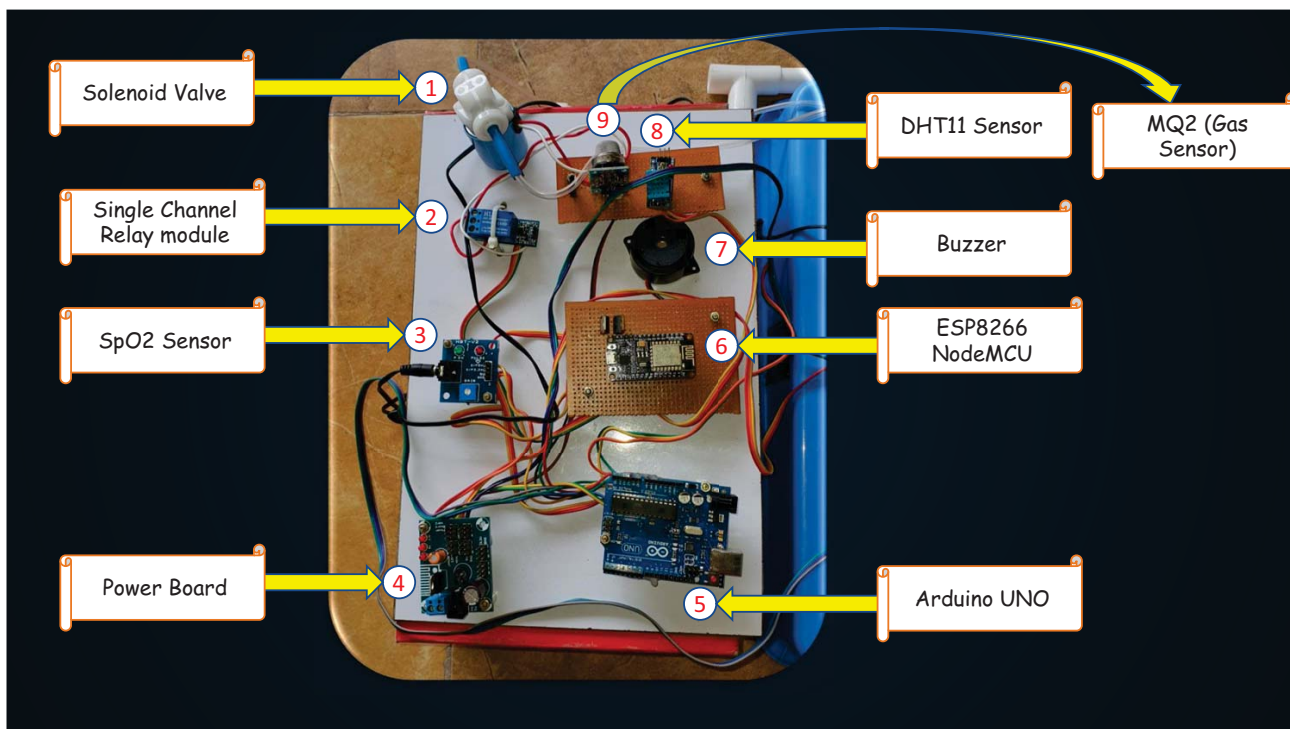 Solenoid Valve
1
9
8
DHT11 Sensor
MQ2 (Gas
Sensor)
Single Channel
Relay module
2
7
Buzzer
SpO2 Sensor
3
6
ESP8266
NodeMCU
Power Board
4
5
Arduino UNO
UNO
ARDUINO